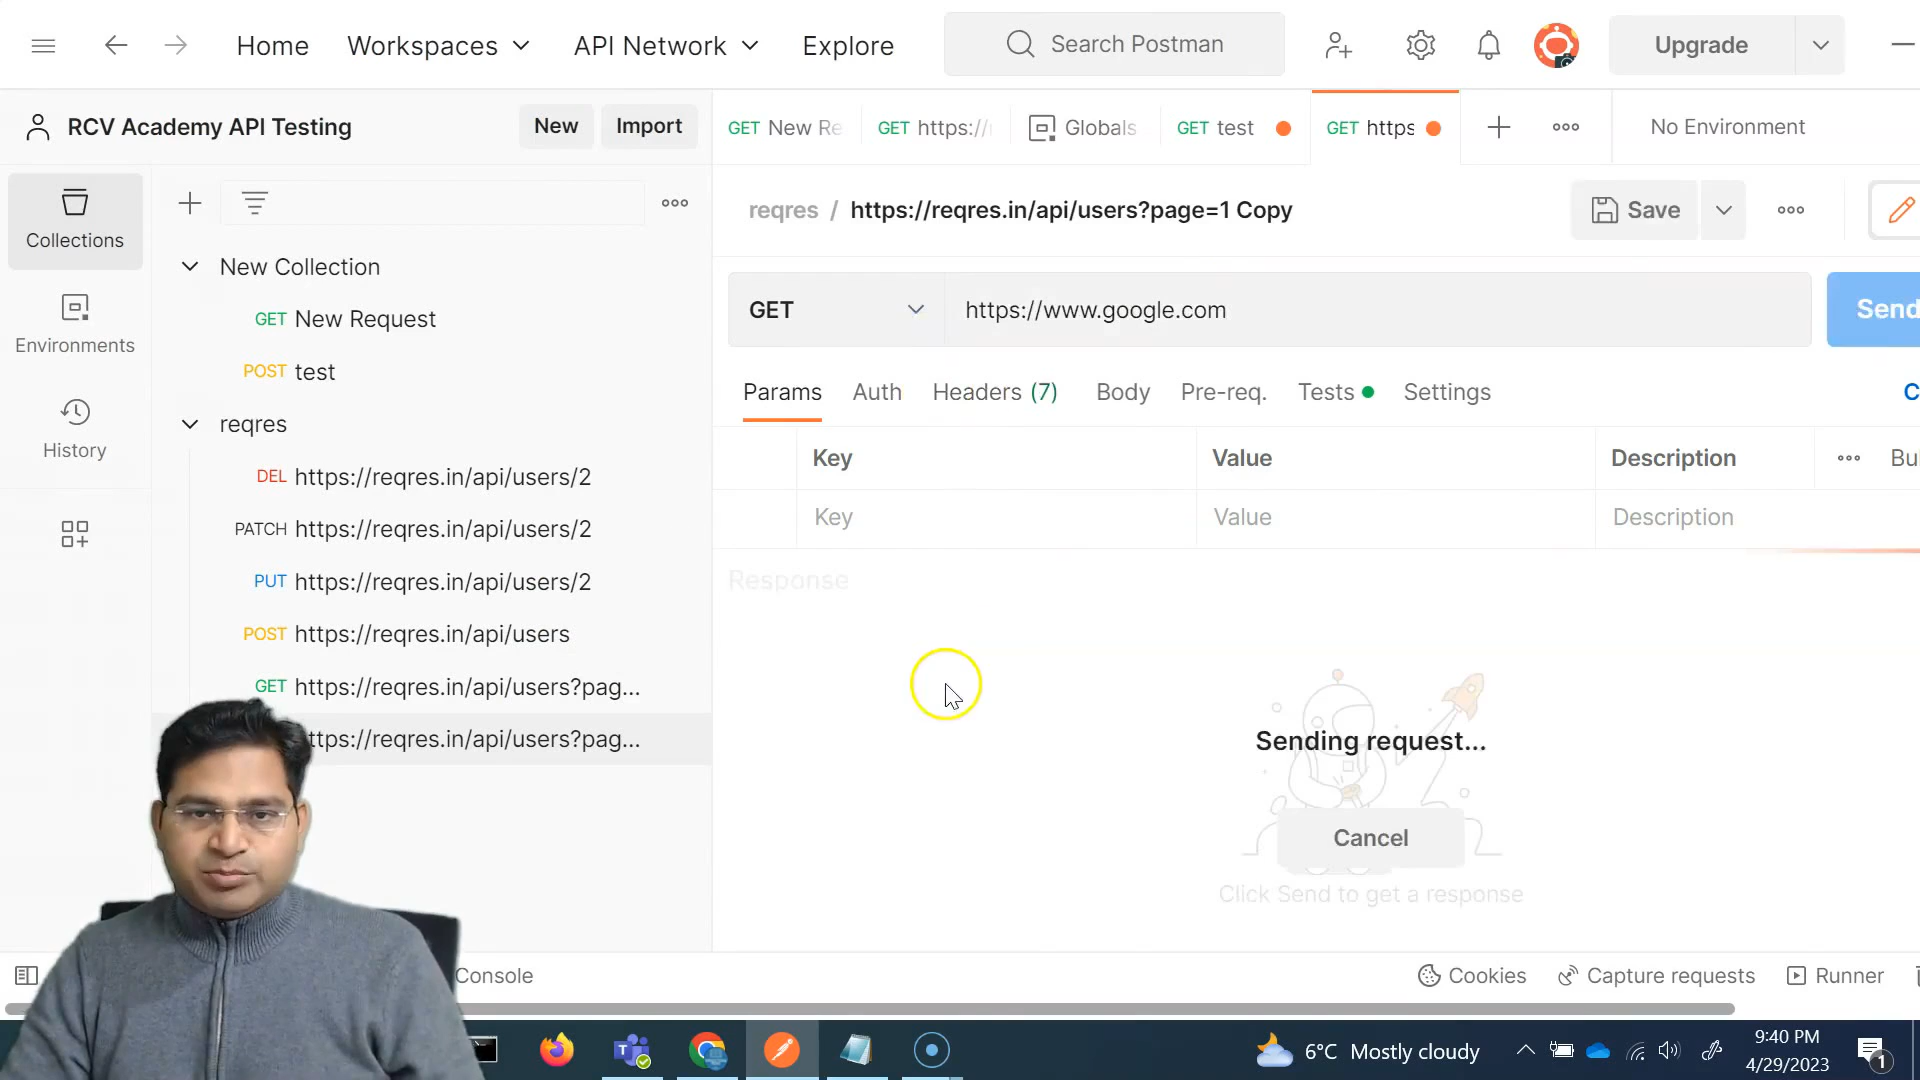 Home
Workspaces
API Network
Explore
Search Postman
Upgrade
RCV Academy API Testing
New
Import
GET New Re
GET https://
Globals
GET test
GET https
No Environment
Collections
Environments
History
New Collection
GET New Request
POST test
reqres
DEL https://reqres.in/api/users/2
PATCH https://reqres.in/api/users/2
PUT https://reqres.in/api/users/2
POST https://reqres.in/api/users
GET https://reqres.in/api/users?pag...
ttps://reqres.in/api/users?pag...
reqres / https://reqres.in/api/users?page=1 Copy
Save
GET
https://www.google.com
Send
Params
Auth
Headers (7)
Body
Pre-req.
Tests
Settings
C
Key
Value
Description
Bu
Key
Value
Description
Response
Sending request...
Cancel
Click Send to get a response
Console
Cookies
Capture requests
Runner
6°C Mostly cloudy
9:40 PM
4/29/2023
1